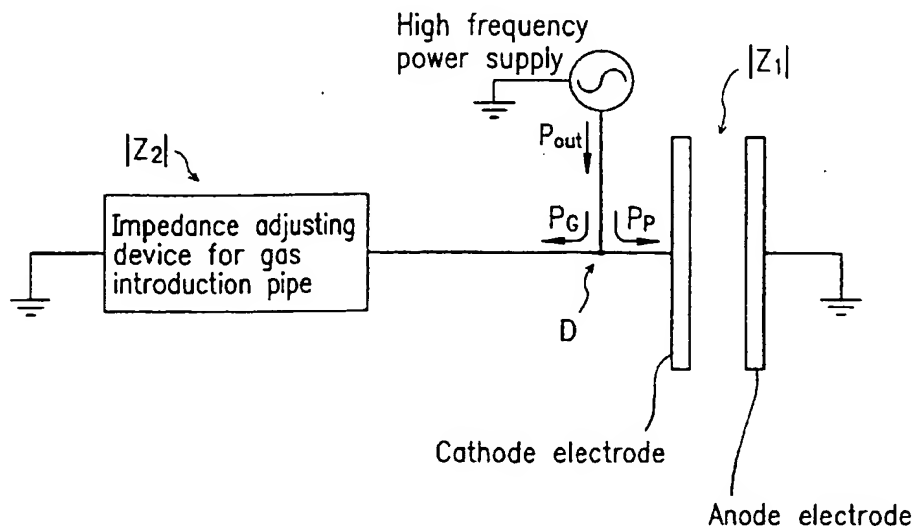 High frequency
power supply
|Z₁|
Pout
|Z₂|
Impedance adjusting
device for gas
introduction pipe
PG
PP
D
Cathode electrode
Anode electrode